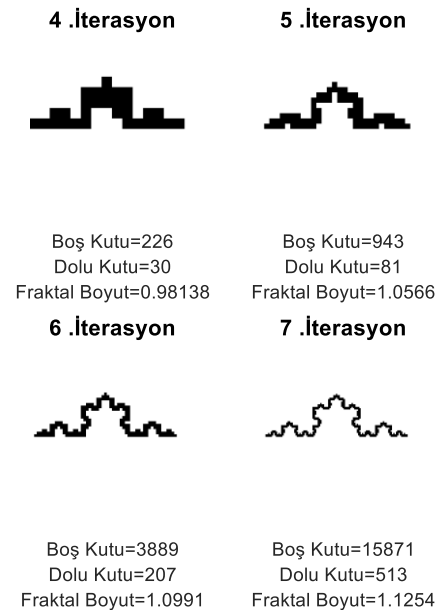 4 .İterasyon
5 .İterasyon
Boş Kutu=226
Dolu Kutu=30
Fraktal Boyut=0.98138
Boş Kutu=943
Dolu Kutu=81
Fraktal Boyut=1.0566
6 .İterasyon
7 .İterasyon
Boş Kutu=3889
Dolu Kutu=207
Fraktal Boyut=1.0991
Boş Kutu=15871
Dolu Kutu=513
Fraktal Boyut=1.1254